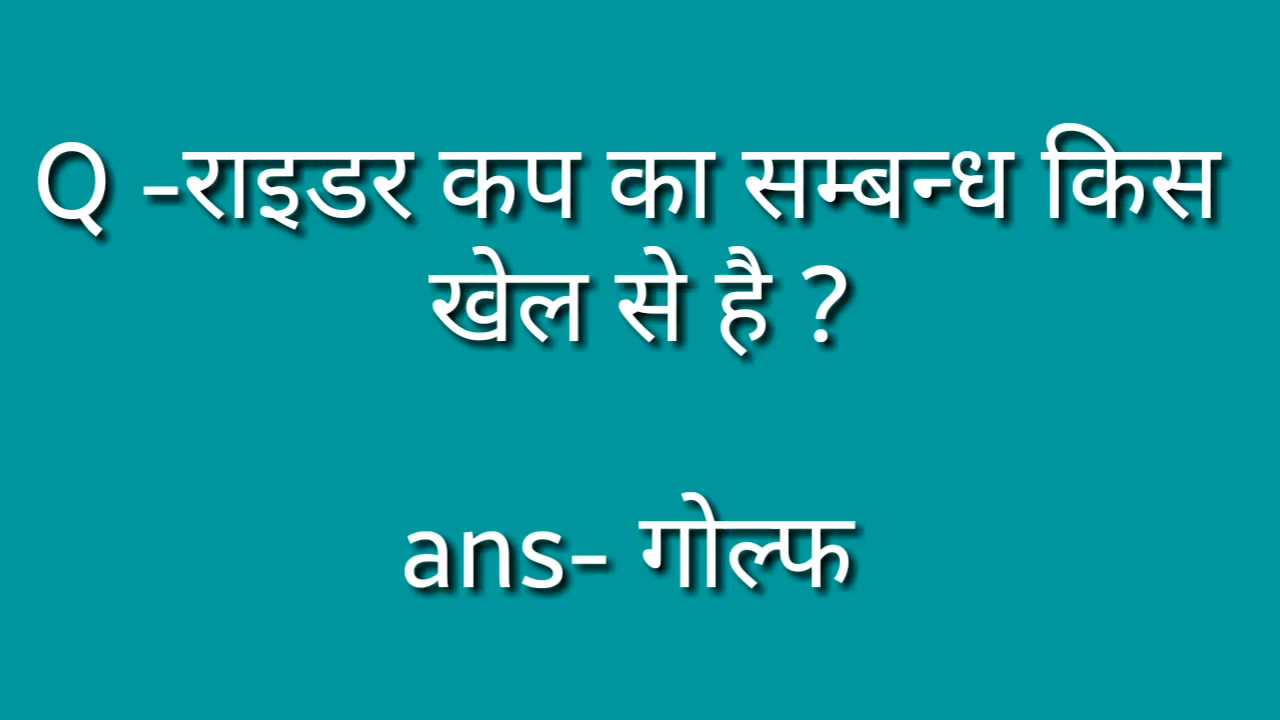 Q -राइडर कप का सम्बन्ध किस
खेल से है ?
ans- गोल्फ